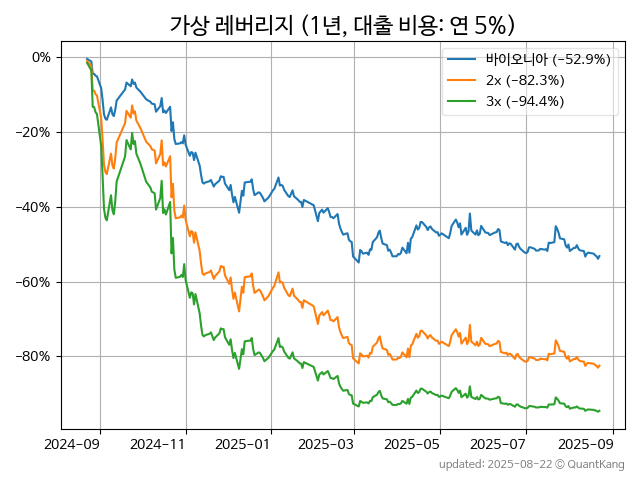 가상 레버리지 (1년, 대출 비용: 연 5%)
바이오니아 (−52.9%)
2x (−82.3%)
3x (−94.4%)
0%
−20%
−40%
−60%
−80%
2024-09 2024-11 2025-01 2025-03 2025-05 2025-07 2025-09
updated: 2025-08-22 © QuantKang